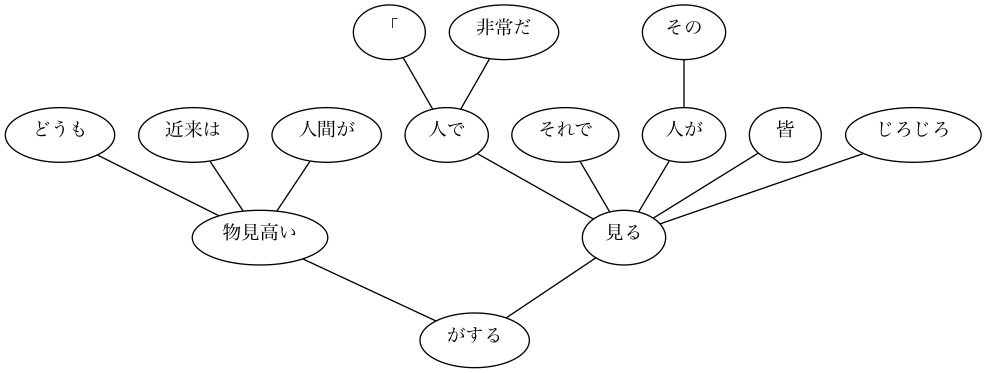 「
非常だ
その
どうも
近来は
人間が
人で
それで
人が
皆
じろじろ
物見高い
見る
がする